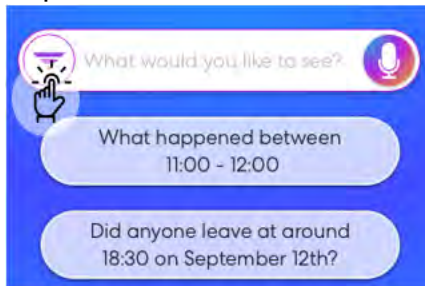 What would you like to see?
What happened between
11:00 - 12:00
Did anyone leave at around
18:30 on September 12th?